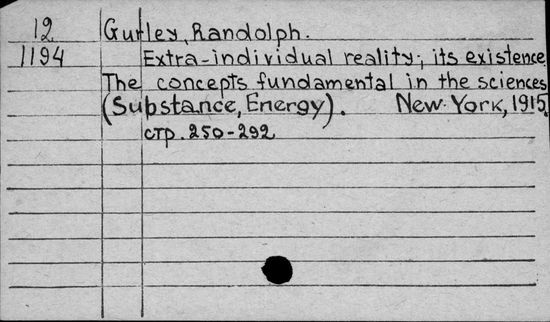 12 Gurley, Randolph.
1194 Extra-individual reality; its existence.
The concepts fundamental in the sciences
(Substance, Energy). New-York, 1915.
стр. 250-292